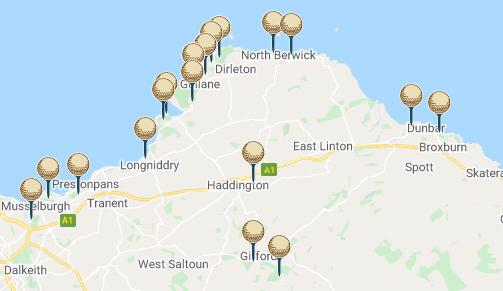 North Berwick
Dirleton
Gullane
Dunbar
East Linton
Broxburn
Longniddry
Spott
A1
Haddington
Prestonpans
Tranent
Musselburgh
A1
West Saltoun
Gifford
Dalkeith